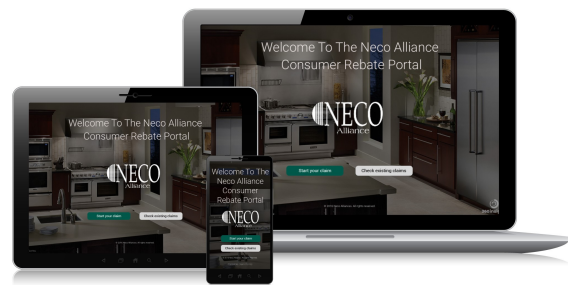 Welcome To The Neco Alliance
Consumer Rebate Portal
NECO
Alliance
Start your claim
Check existing claims
Welcome To The Neco Alliance
Consumer Rebate Portal
NECO
Alliance
Start your claim
Check existing claims
Welcome To The
Neco Alliance
Consumer
Rebate Portal
NECO
Alliance
Start your claim
Check existing claims